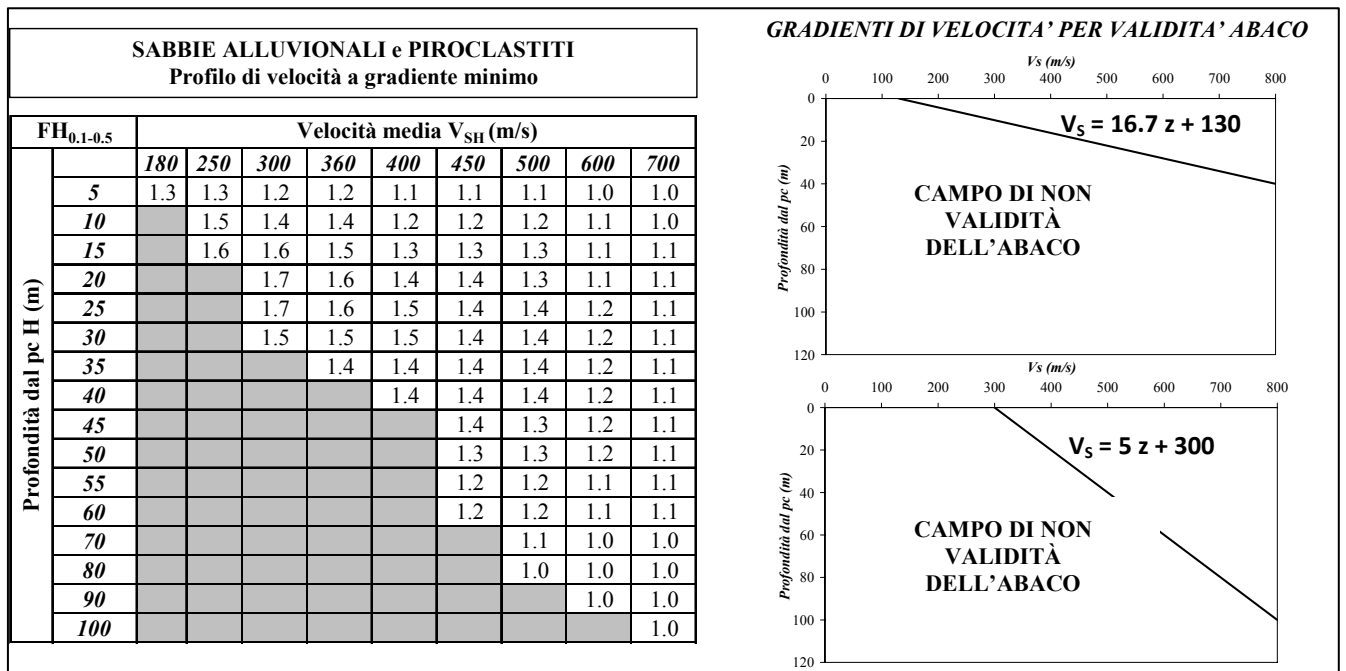 SABBIE ALLUVIONALI e PIROCLASTITI
Profilo di velocità a gradiente minimo
FH0.1-0.5 Velocità media VSH (m/s)
180 250 300 360 400 450 500 600 700
Profondità dal pc H (m)
5 1.3 1.3 1.2 1.2 1.1 1.1 1.1 1.0 1.0
10 1.5 1.4 1.4 1.2 1.2 1.2 1.1 1.0
15 1.6 1.6 1.5 1.3 1.3 1.3 1.1 1.1
20 1.7 1.6 1.4 1.4 1.3 1.1 1.1
25 1.7 1.6 1.5 1.4 1.4 1.2 1.1
30 1.5 1.5 1.5 1.4 1.4 1.2 1.1
35 1.4 1.4 1.4 1.4 1.2 1.1
40 1.4 1.4 1.4 1.2 1.1
45 1.4 1.3 1.2 1.1
50 1.3 1.3 1.2 1.1
55 1.2 1.2 1.1 1.1
60 1.2 1.2 1.1 1.1
70 1.1 1.0 1.0
80 1.0 1.0 1.0
90 1.0 1.0
100 1.0
GRADIENTI DI VELOCITA' PER VALIDITA' ABACO
Vs (m/s)
0 100 200 300 400 500 600 700 800
0
20
40
60
80
100
120
Profondità dal pc (m)
VS = 16.7 z + 130
CAMPO DI NON
VALIDITÀ
DELL'ABACO
Vs (m/s)
0 100 200 300 400 500 600 700 800
0
20
40
60
80
100
120
Profondità dal pc (m)
VS = 5 z + 300
CAMPO DI NON
VALIDITÀ
DELL'ABACO